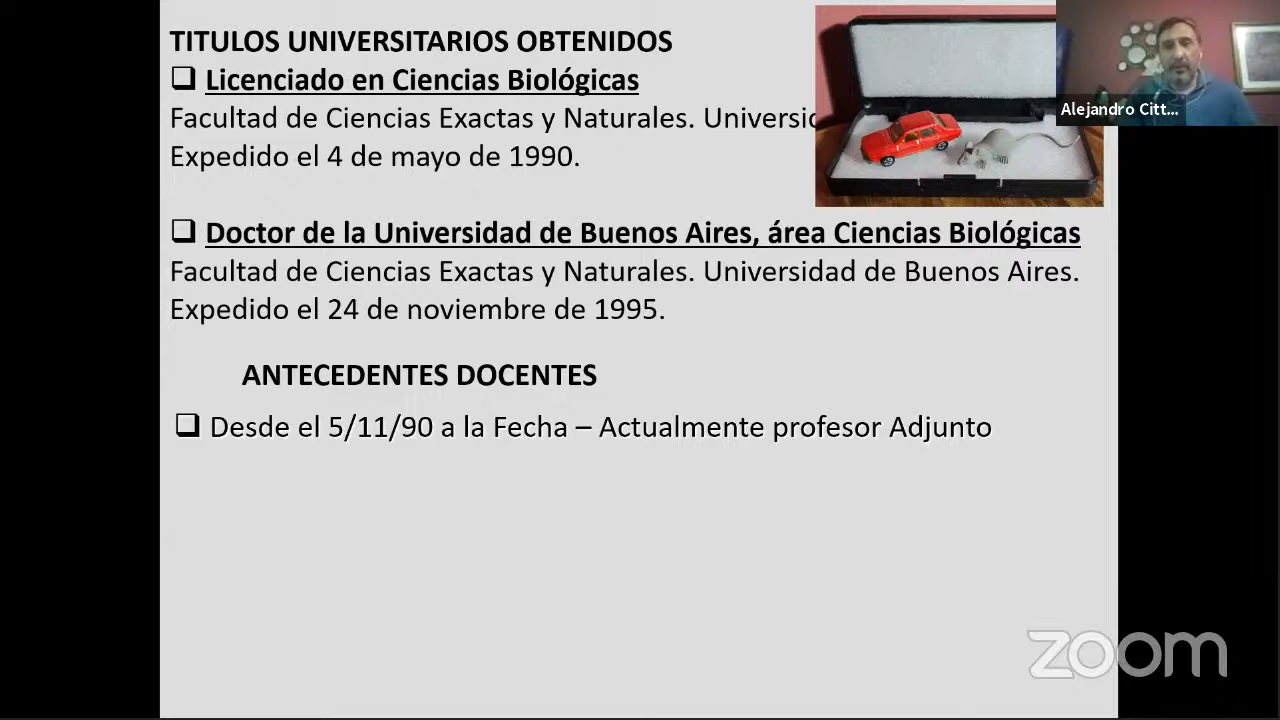 TITULOS UNIVERSITARIOS OBTENIDOS
Licenciado en Ciencias Biológicas
Facultad de Ciencias Exactas y Naturales.
Expedido el 4 de mayo de 1990.
Doctor de la Universidad de Buenos Aires, área Ciencias Biológicas
Facultad de Ciencias Exactas y Naturales. Universidad de Buenos Aires.
Expedido el 24 de noviembre de 1995.
ANTECEDENTES DOCENTES
Desde el 5/11/90 a la Fecha – Actualmente profesor Adjunto
Alejandro Citt...
zoom